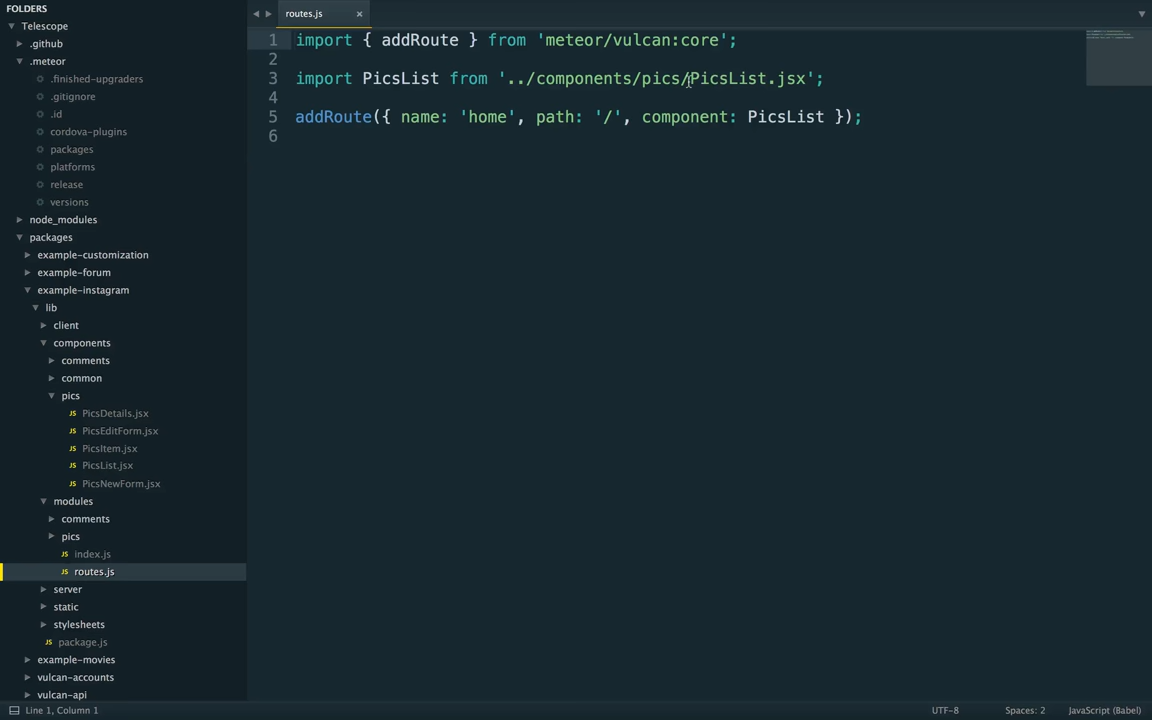 FOLDERS
Telescope
.github
.meteor
.finished-upgraders
.gitignore
.id
cordova-plugins
packages
platforms
release
versions
node_modules
packages
example-customization
example-forum
example-instagram
lib
client
components
comments
common
pics
PicsDetails.jsx
PicsEditForm.jsx
PicsItem.jsx
PicsList.jsx
PicsNewForm.jsx
modules
comments
pics
index.js
routes.js
server
static
stylesheets
package.js
example-movies
vulcan-accounts
vulcan-api
routes.js
1 import { addRoute } from 'meteor/vulcan:core';
2
3 import PicsList from '../components/pics/PicsList.jsx';
4
5 addRoute({ name: 'home', path: '/', component: PicsList });
6
Line 1, Column 1
UTF-8
Spaces: 2
JavaScript (Babel)